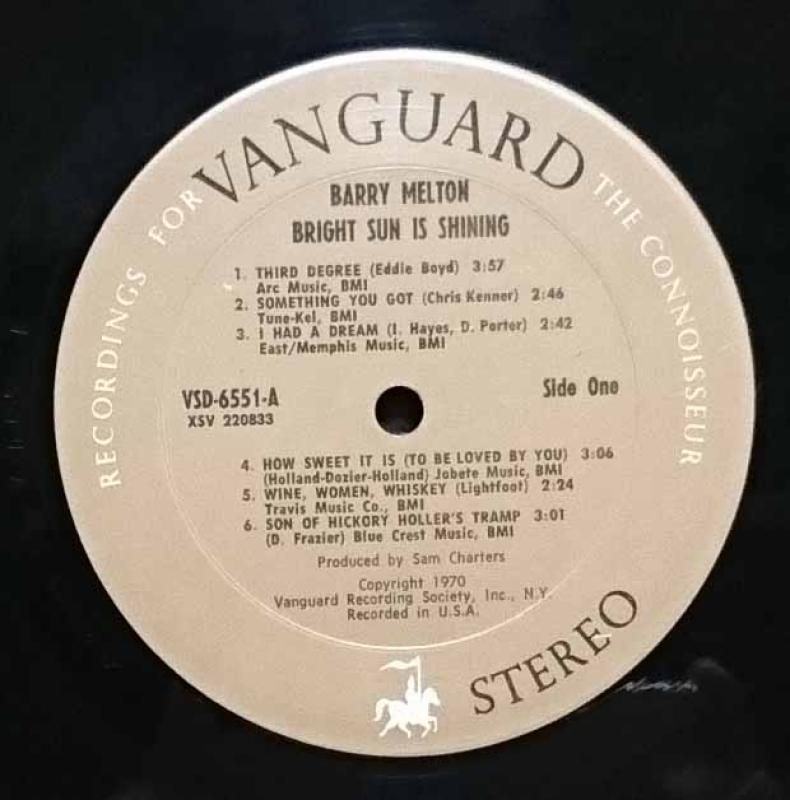 VANGUARD
RECORDINGS FOR THE CONNOISSEUR
BARRY MELTON
BRIGHT SUN IS SHINING
1. THIRD DEGREE (Eddie Boyd) 3:57
Arc Music, BMI
2. SOMETHING YOU GOT (Chris Kenner) 2:46
Tune-Kel, BMI
3. I HAD A DREAM (I. Hayes, D. Porter) 2:42
East/Memphis Music, BMI
VSD-6551-A
XSV 220833
Side One
4. HOW SWEET IT IS (TO BE LOVED BY YOU) 3:06
(Holland-Dozier-Holland) Jobete Music, BMI
5. WINE, WOMEN, WHISKEY (Lightfoot) 2:24
Travis Music Co., BMI
6. SON OF HICKORY HOLLER'S TRAMP 3:01
(D. Frazier) Blue Crest Music, BMI
Produced by Sam Charters
Copyright 1970
Vanguard Recording Society, Inc., N.Y.
Recorded in U.S.A.
STEREO